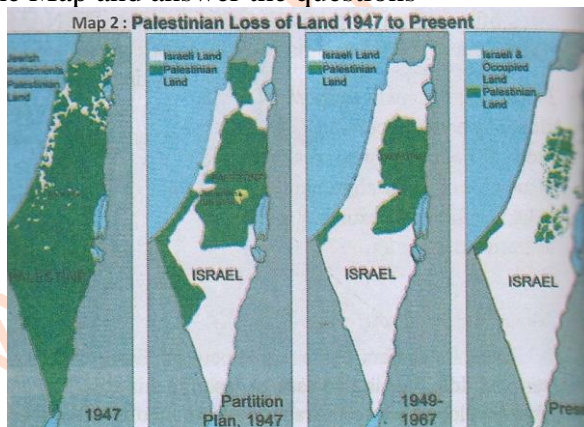 e Map and answer the questions
Map 2 : Palestinian Loss of Land 1947 to Present
Jewish
Settlements
Palestinian
Land
PALESTINE
1947
Israeli Land
Palestinian
Land
ISRAEL
Partition
Plan, 1947
Israeli Land
Palestinian
Land
ISRAEL
1949-
1967
Israeli &
Occupied
Land
Palestinian
Land
ISRAEL
Pres